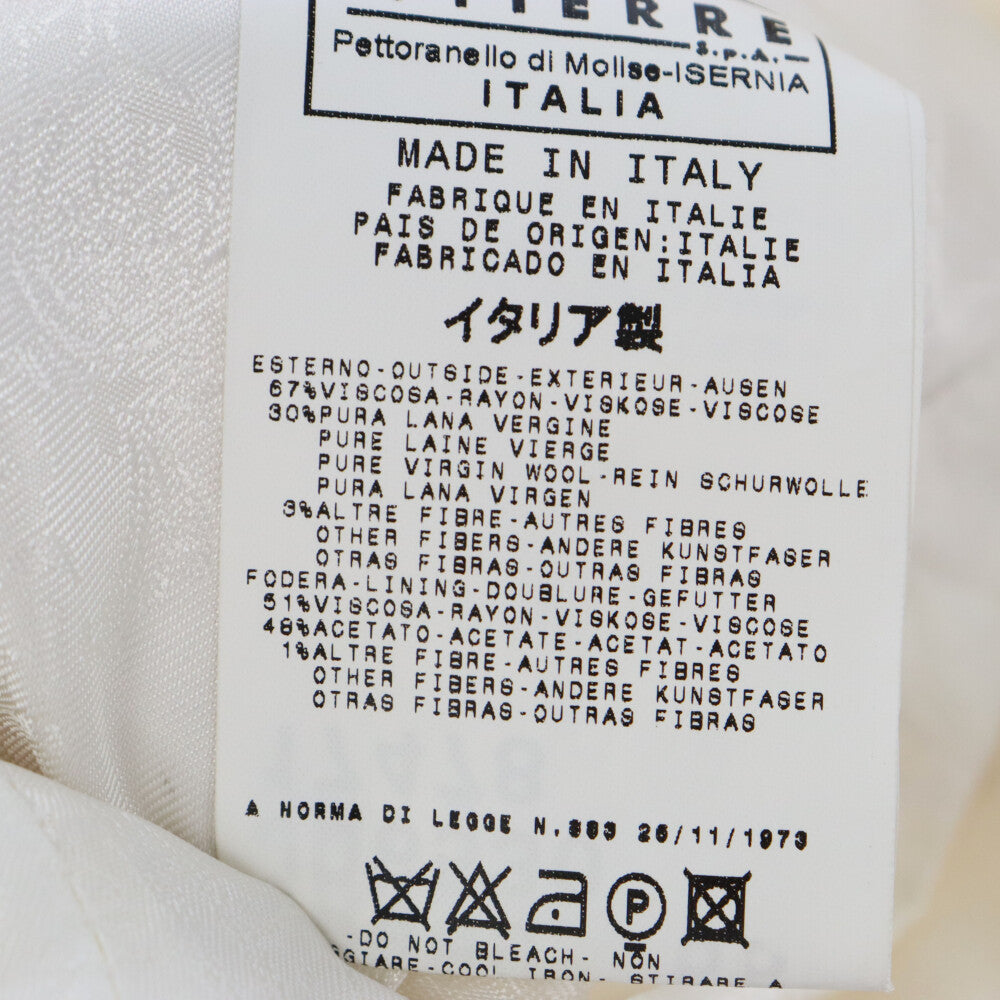 S.p.A.
Pettoranello di Molise-ISERNIA
ITALIA
MADE IN ITALY
FABRIQUE EN ITALIE
PAIS DE ORIGEN:ITALIE
FABRICADO EN ITALIA
イタリア製
ESTERNO-OUTSIDE-EXTERIEUR-AUSEN
67%VISCOSA-RAYON-VISKOSE-VISCOSE
30%PURA LANA VERGINE
PURE LAINE VIERGE
PURE VIRGIN WOOL-REIN SCHURWOLLE
PURA LANA VIRGEN
3%ALTRE FIBRE-AUTRES FIBRES
OTHER FIBERS-ANDERE KUNSTFASER
OTRAS FIBRAS-OUTRAS FIBRAS
FODERA-LINING-DOUBLURE-GEFUTTER
51%VISCOSA-RAYON-VISKOSE-VISCOSE
48%ACETATO-ACETATE-ACETAT-ACETATO
1%ALTRE FIBRE-AUTRES FIBRES
OTHER FIBERS-ANDERE KUNSTFASER
OTRAS FIBRAS-OUTRAS FIBRAS
A NORMA DI LEGGE N.883 26/11/1973
P
-DO NOT BLEACH- NON
-COOL IRON- STIRARE A